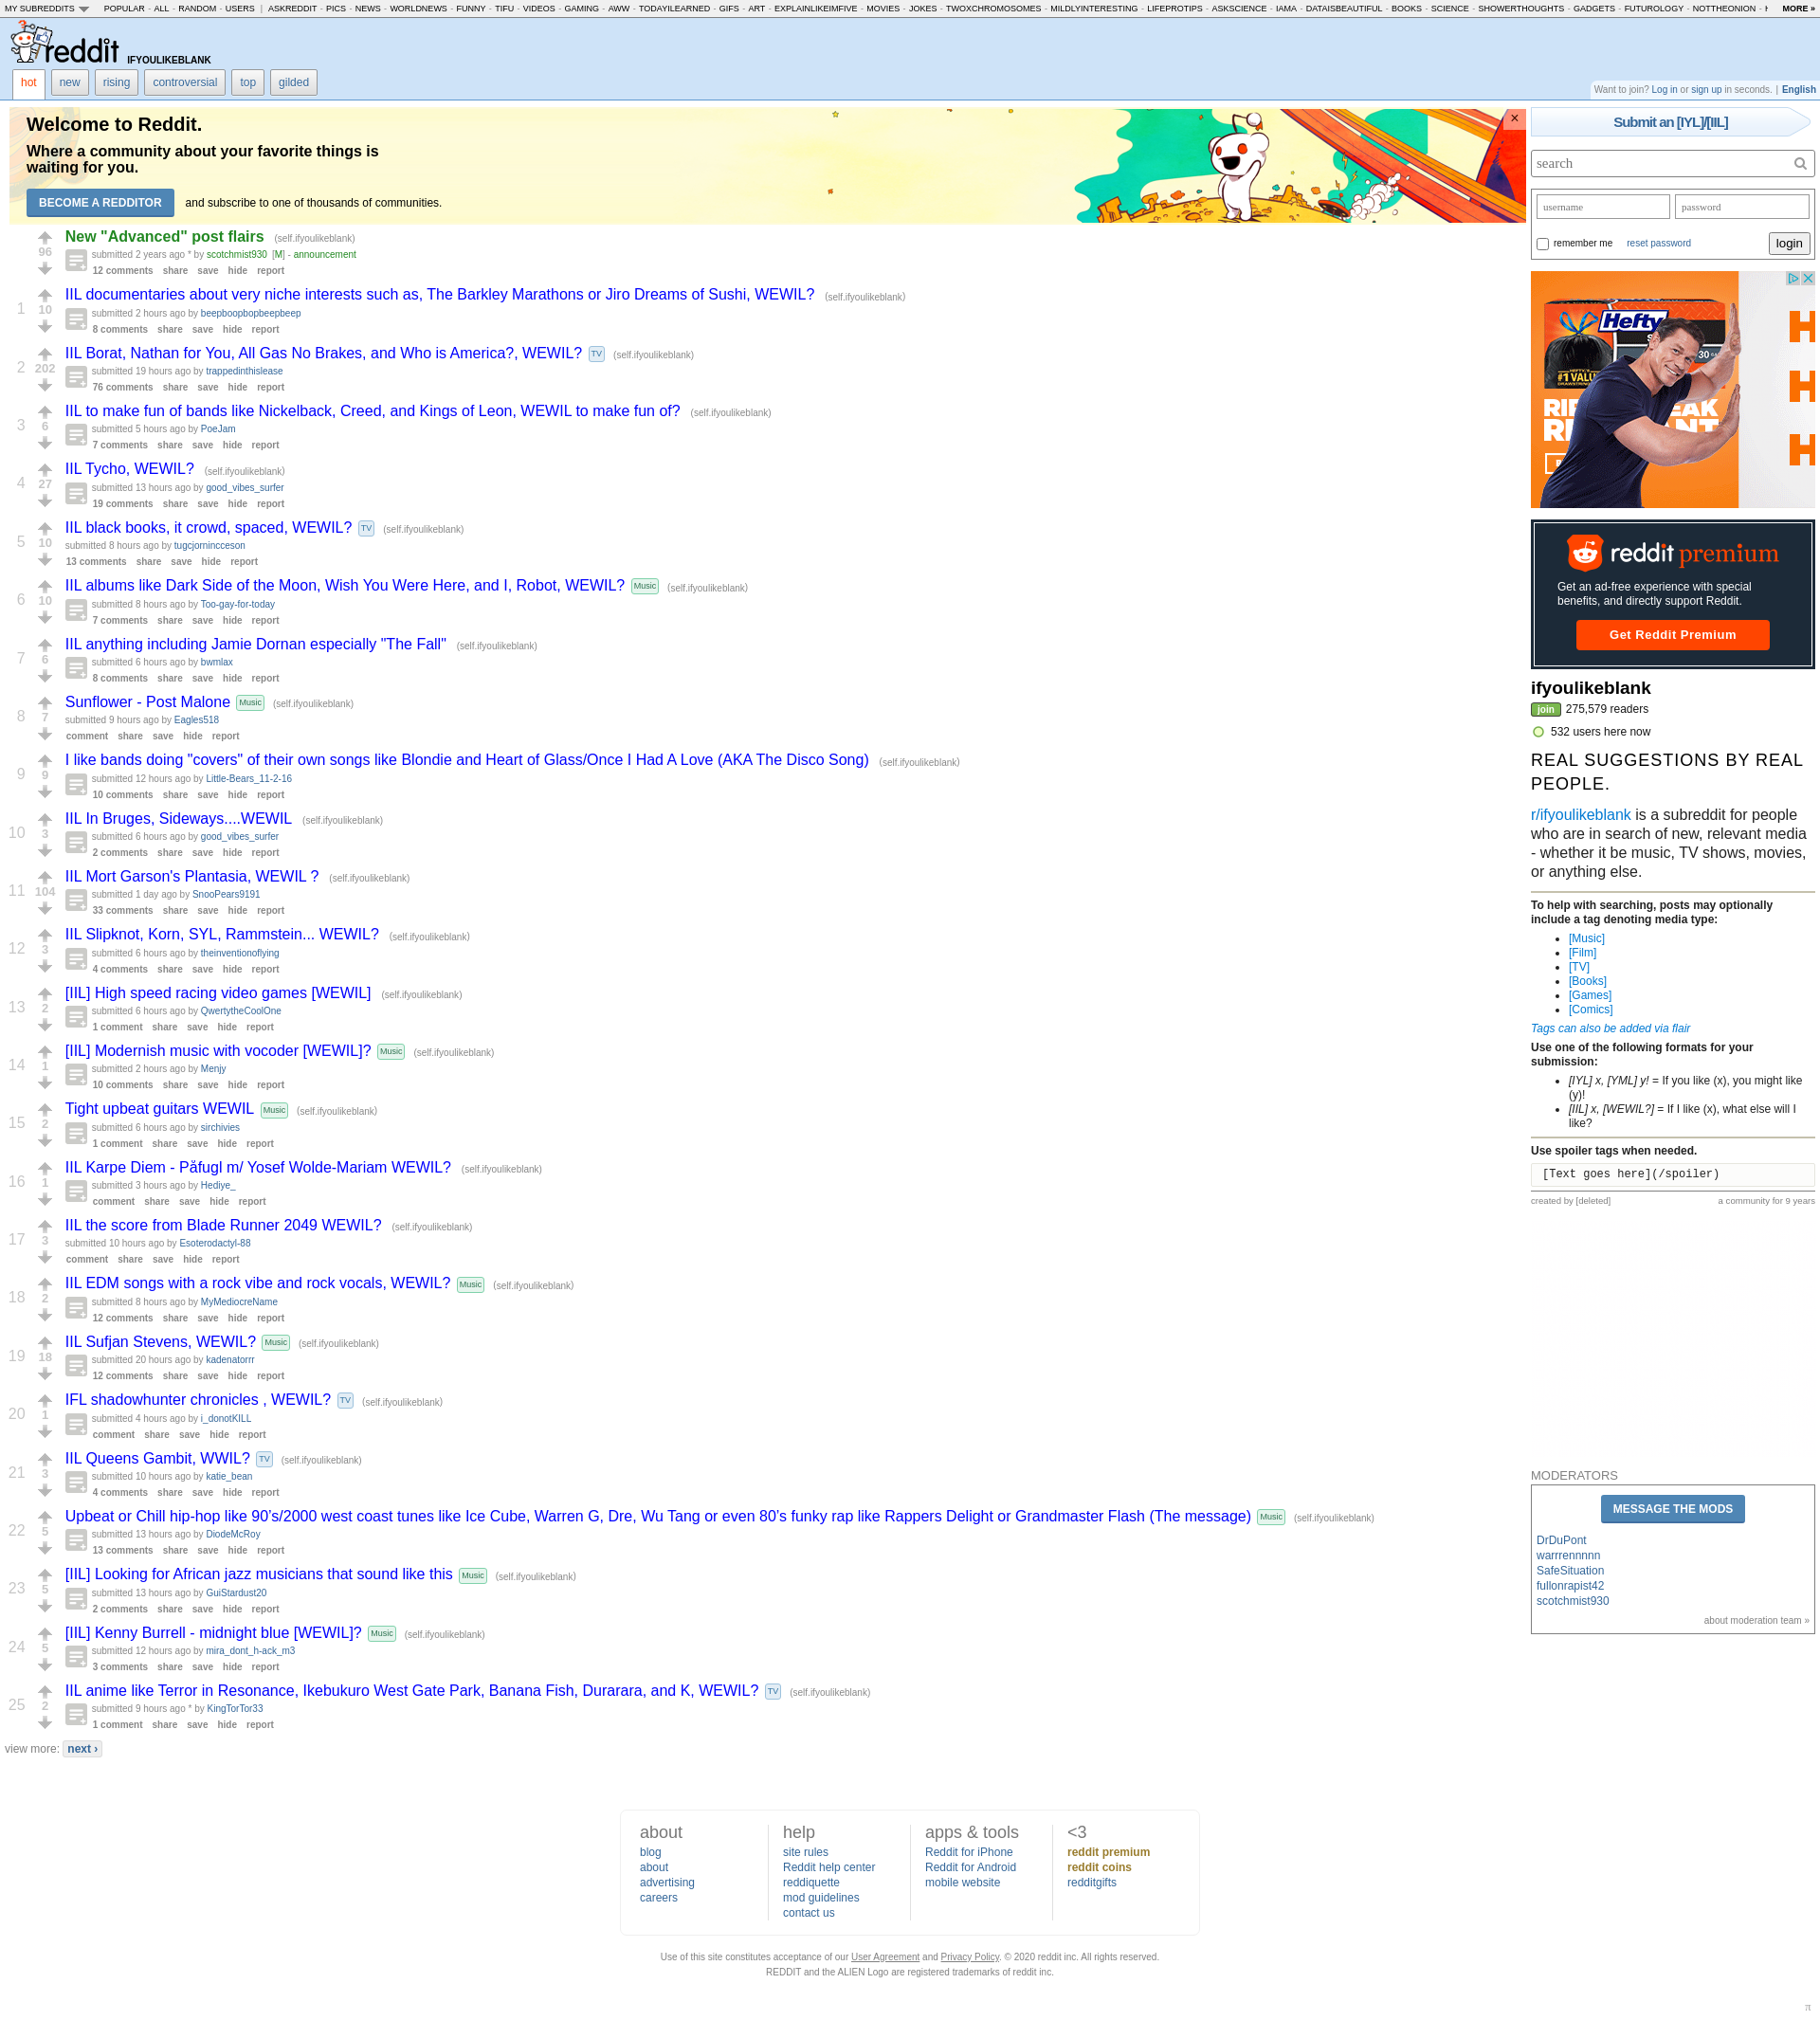 MY SUBREDDITS POPULAR - ALL - RANDOM - USERS | ASKREDDIT - PICS - NEWS - WORLDNEWS - FUNNY - TIFU - VIDEOS - GAMING - AWW - TODAYILEARNED - GIFS - ART - EXPLAINLIKEIMFIVE - MOVIES - JOKES - TWOXCHROMOSOMES - MILDLYINTERESTING - LIFEPROTIPS - ASKSCIENCE - IAMA - DATAISBEAUTIFUL - BOOKS - SCIENCE - SHOWERTHOUGHTS - GADGETS - FUTUROLOGY - NOTTHEONION - MORE »
reddit IFYOULIKEBLANK
hot new rising controversial top gilded
Want to join? Log in or sign up in seconds. | English
Welcome to Reddit.
Where a community about your favorite things is
waiting for you.
BECOME A REDDITOR and subscribe to one of thousands of communities.
×
96
New "Advanced" post flairs (self.ifyoulikeblank)
submitted 2 years ago * by scotchmist930 [M] - announcement
12 comments share save hide report
1 10
IIL documentaries about very niche interests such as, The Barkley Marathons or Jiro Dreams of Sushi, WEWIL? (self.ifyoulikeblank)
submitted 2 hours ago by beepboopbopbeepbeep
8 comments share save hide report
2 202
IIL Borat, Nathan for You, All Gas No Brakes, and Who is America?, WEWIL? TV (self.ifyoulikeblank)
submitted 19 hours ago by trappedinthislease
76 comments share save hide report
3 6
IIL to make fun of bands like Nickelback, Creed, and Kings of Leon, WEWIL to make fun of? (self.ifyoulikeblank)
submitted 5 hours ago by PoeJam
7 comments share save hide report
4 27
IIL Tycho, WEWIL? (self.ifyoulikeblank)
submitted 13 hours ago by good_vibes_surfer
19 comments share save hide report
5 10
IIL black books, it crowd, spaced, WEWIL? TV (self.ifyoulikeblank)
submitted 8 hours ago by tugcjornincceson
13 comments share save hide report
6 10
IIL albums like Dark Side of the Moon, Wish You Were Here, and I, Robot, WEWIL? Music (self.ifyoulikeblank)
submitted 8 hours ago by Too-gay-for-today
7 comments share save hide report
7 6
IIL anything including Jamie Dornan especially "The Fall" (self.ifyoulikeblank)
submitted 6 hours ago by bwmlax
8 comments share save hide report
8 7
Sunflower - Post Malone Music (self.ifyoulikeblank)
submitted 9 hours ago by Eagles518
comment share save hide report
9 9
I like bands doing "covers" of their own songs like Blondie and Heart of Glass/Once I Had A Love (AKA The Disco Song) (self.ifyoulikeblank)
submitted 12 hours ago by Little-Bears_11-2-16
10 comments share save hide report
10 3
IIL In Bruges, Sideways....WEWIL (self.ifyoulikeblank)
submitted 6 hours ago by good_vibes_surfer
2 comments share save hide report
11 104
IIL Mort Garson's Plantasia, WEWIL ? (self.ifyoulikeblank)
submitted 1 day ago by SnooPears9191
33 comments share save hide report
12 3
IIL Slipknot, Korn, SYL, Rammstein... WEWIL? (self.ifyoulikeblank)
submitted 6 hours ago by theinventionoflying
4 comments share save hide report
13 2
[IIL] High speed racing video games [WEWIL] (self.ifyoulikeblank)
submitted 6 hours ago by QwertytheCoolOne
1 comment share save hide report
14 1
[IIL] Modernish music with vocoder [WEWIL]? Music (self.ifyoulikeblank)
submitted 2 hours ago by Menjy
10 comments share save hide report
15 2
Tight upbeat guitars WEWIL Music (self.ifyoulikeblank)
submitted 6 hours ago by sirchivies
1 comment share save hide report
16 1
IIL Karpe Diem - Påfugl m/ Yosef Wolde-Mariam WEWIL? (self.ifyoulikeblank)
submitted 3 hours ago by Hediye_
comment share save hide report
17 3
IIL the score from Blade Runner 2049 WEWIL? (self.ifyoulikeblank)
submitted 10 hours ago by Esoterodactyl-88
comment share save hide report
18 2
IIL EDM songs with a rock vibe and rock vocals, WEWIL? Music (self.ifyoulikeblank)
submitted 8 hours ago by MyMediocreName
12 comments share save hide report
19 18
IIL Sufjan Stevens, WEWIL? Music (self.ifyoulikeblank)
submitted 20 hours ago by kadenatorrr
12 comments share save hide report
20 1
IFL shadowhunter chronicles , WEWIL? TV (self.ifyoulikeblank)
submitted 4 hours ago by i_donotKILL
comment share save hide report
21 3
IIL Queens Gambit, WWIL? TV (self.ifyoulikeblank)
submitted 10 hours ago by katie_bean
4 comments share save hide report
22 5
Upbeat or Chill hip-hop like 90's/2000 west coast tunes like Ice Cube, Warren G, Dre, Wu Tang or even 80's funky rap like Rappers Delight or Grandmaster Flash (The message) Music (self.ifyoulikeblank)
submitted 13 hours ago by DiodeMcRoy
13 comments share save hide report
23 5
[IIL] Looking for African jazz musicians that sound like this Music (self.ifyoulikeblank)
submitted 13 hours ago by GuiStardust20
2 comments share save hide report
24 5
[IIL] Kenny Burrell - midnight blue [WEWIL]? Music (self.ifyoulikeblank)
submitted 12 hours ago by mira_dont_h-ack_m3
3 comments share save hide report
25 2
IIL anime like Terror in Resonance, Ikebukuro West Gate Park, Banana Fish, Durarara, and K, WEWIL? TV (self.ifyoulikeblank)
submitted 9 hours ago * by KingTorTor33
1 comment share save hide report
view more: next ›
Submit an [IYL]/[IIL]
search
username password
remember me reset password login
Hefty
30
#1 VALU
reddit premium
Get an ad-free experience with special
benefits, and directly support Reddit.
Get Reddit Premium
ifyoulikeblank
join 275,579 readers
532 users here now
REAL SUGGESTIONS BY REAL
PEOPLE.
r/ifyoulikeblank is a subreddit for people
who are in search of new, relevant media
- whether it be music, TV shows, movies,
or anything else.
To help with searching, posts may optionally
include a tag denoting media type:
[Music]
[Film]
[TV]
[Books]
[Games]
[Comics]
Tags can also be added via flair
Use one of the following formats for your
submission:
[IYL] x, [YML] y! = If you like (x), you might like
(y)!
[IIL] x, [WEWIL?] = If I like (x), what else will I
like?
Use spoiler tags when needed.
[Text goes here](/spoiler)
created by [deleted] a community for 9 years
MODERATORS
MESSAGE THE MODS
DrDuPont
warrrennnnn
SafeSituation
fullonrapist42
scotchmist930
about moderation team »
about
blog
about
advertising
careers
help
site rules
Reddit help center
reddiquette
mod guidelines
contact us
apps & tools
Reddit for iPhone
Reddit for Android
mobile website
<3
reddit premium
reddit coins
redditgifts
Use of this site constitutes acceptance of our User Agreement and Privacy Policy. © 2020 reddit inc. All rights reserved.
REDDIT and the ALIEN Logo are registered trademarks of reddit inc.
π